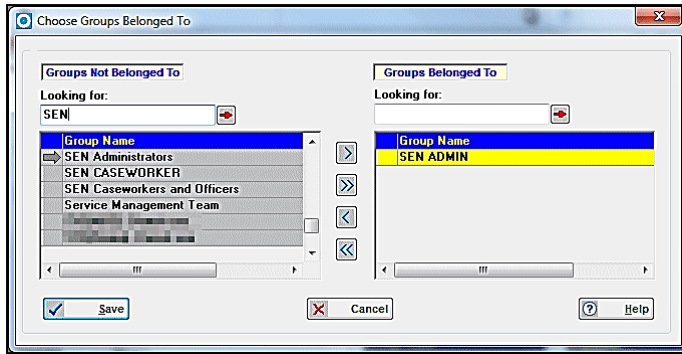 Choose Groups Belonged To
Groups Not Belonged To
Looking for:
SEN
Group Name
SEN Administrators
SEN CASEWORKER
SEN Caseworkers and Officers
Service Management Team
Groups Belonged To
Looking for:
Group Name
SEN ADMIN
Save
Cancel
Help